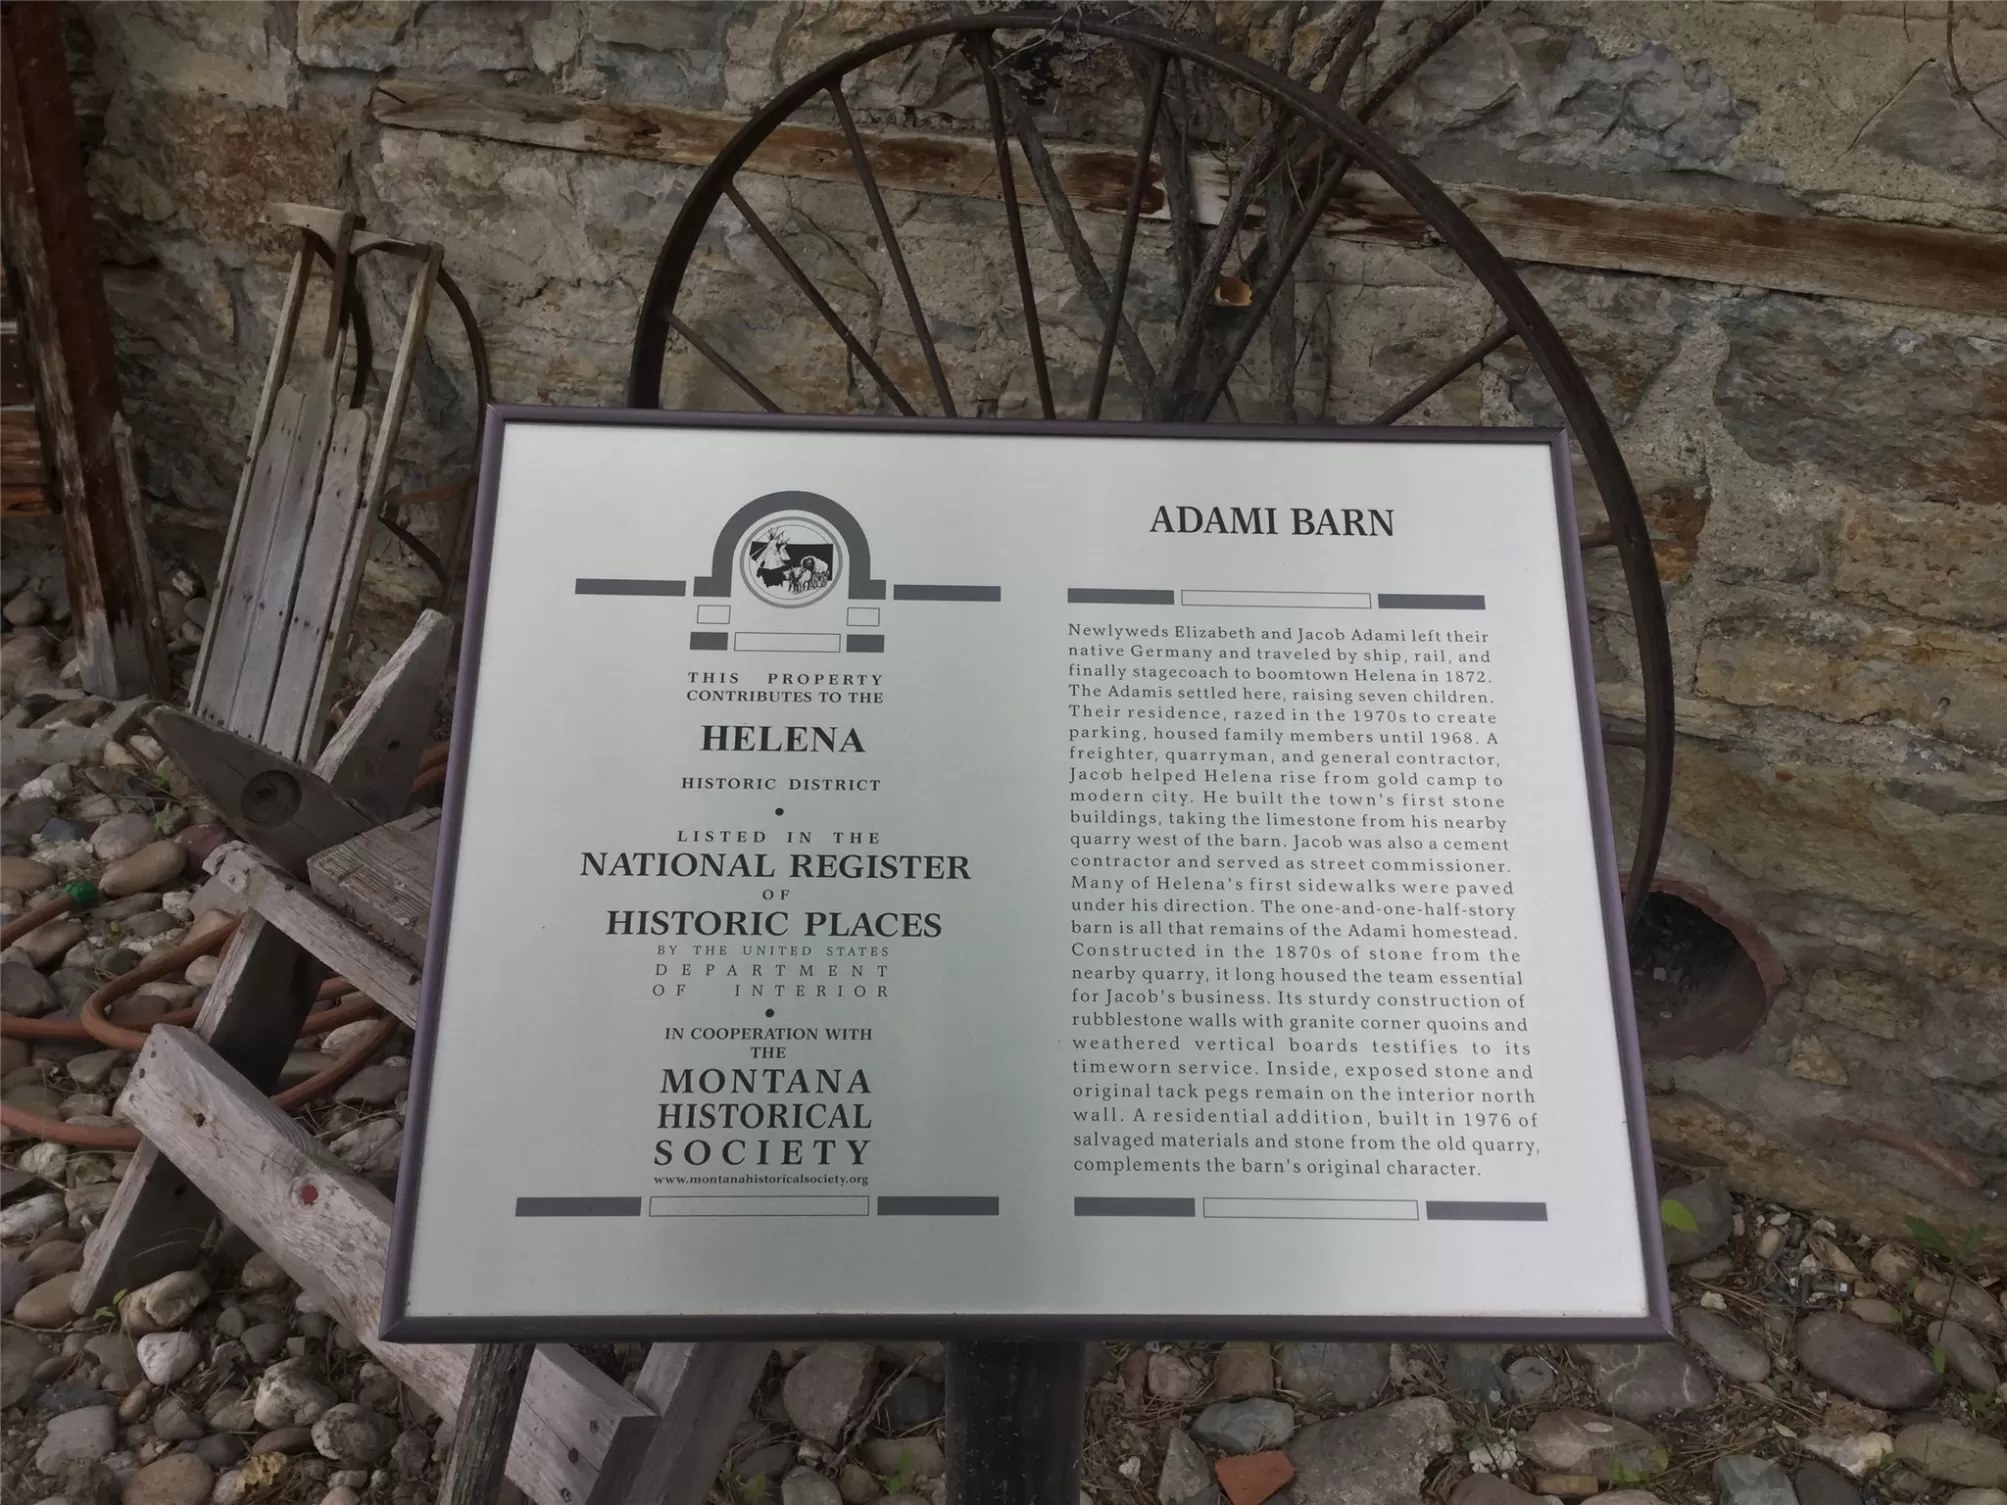 THIS PROPERTY
CONTRIBUTES TO THE
HELENA
HISTORIC DISTRICT
LISTED IN THE
NATIONAL REGISTER
OF
HISTORIC PLACES
BY THE UNITED STATES
DEPARTMENT
OF INTERIOR
IN COOPERATION WITH
THE
MONTANA
HISTORICAL
SOCIETY
www.montanahistoricalsociety.org
ADAMI BARN
Newlyweds Elizabeth and Jacob Adami left their
native Germany and traveled by ship, rail, and
finally stagecoach to boomtown Helena in 1872.
The Adamis settled here, raising seven children.
Their residence, razed in the 1970s to create
parking, housed family members until 1968. A
freighter, quarryman, and general contractor,
Jacob helped Helena rise from gold camp to
modern city. He built the town's first stone
buildings, taking the limestone from his nearby
quarry west of the barn. Jacob was also a cement
contractor and served as street commissioner.
Many of Helena's first sidewalks were paved
under his direction. The one-and-one-half-story
barn is all that remains of the Adami homestead.
Constructed in the 1870s of stone from the
nearby quarry, it long housed the team essential
for Jacob's business. Its sturdy construction of
rubblestone walls with granite corner quoins and
weathered vertical boards testifies to its
timeworn service. Inside, exposed stone and
original tack pegs remain on the interior north
wall. A residential addition, built in 1976 of
salvaged materials and stone from the old quarry,
complements the barn's original character.